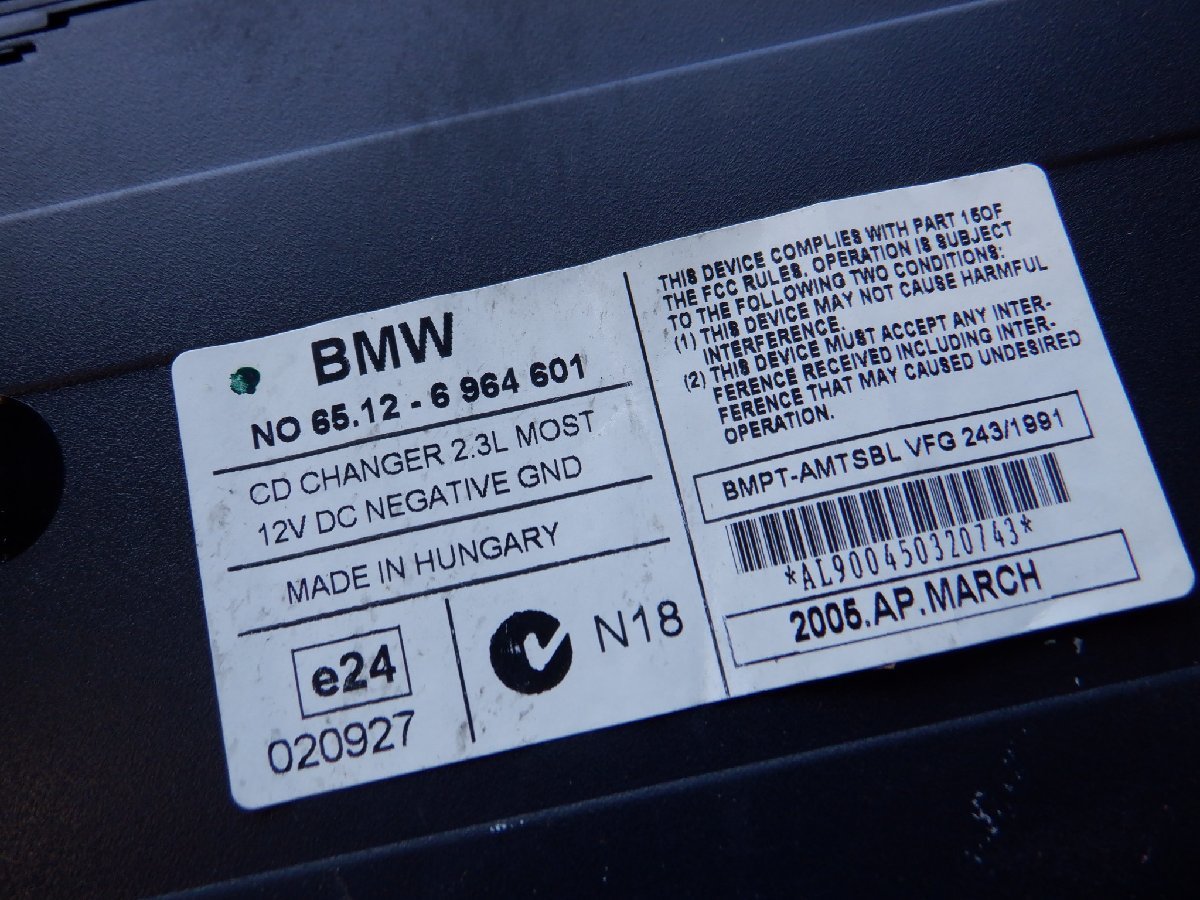 BMW
NO 65.12 - 6 964 601
CD CHANGER 2.3L MOST
12V DC NEGATIVE GND
MADE IN HUNGARY
e24
020927
N18
THIS DEVICE COMPLIES WITH PART 15OF
THE FCC RULES. OPERATION IS SUBJECT
TO THE FOLLOWING TWO CONDITIONS:
(1) THIS DEVICE MAY NOT CAUSE HARMFUL
INTERFERENCE.
(2) THIS DEVICE MUST ACCEPT ANY INTER-
FERENCE RECEIVED INCLUDING INTER-
FERENCE THAT MAY CAUSED UNDESIRED
OPERATION.
BMPT-AMTSBL VFG 243/1991
*AL900450320743*
2005.AP.MARCH